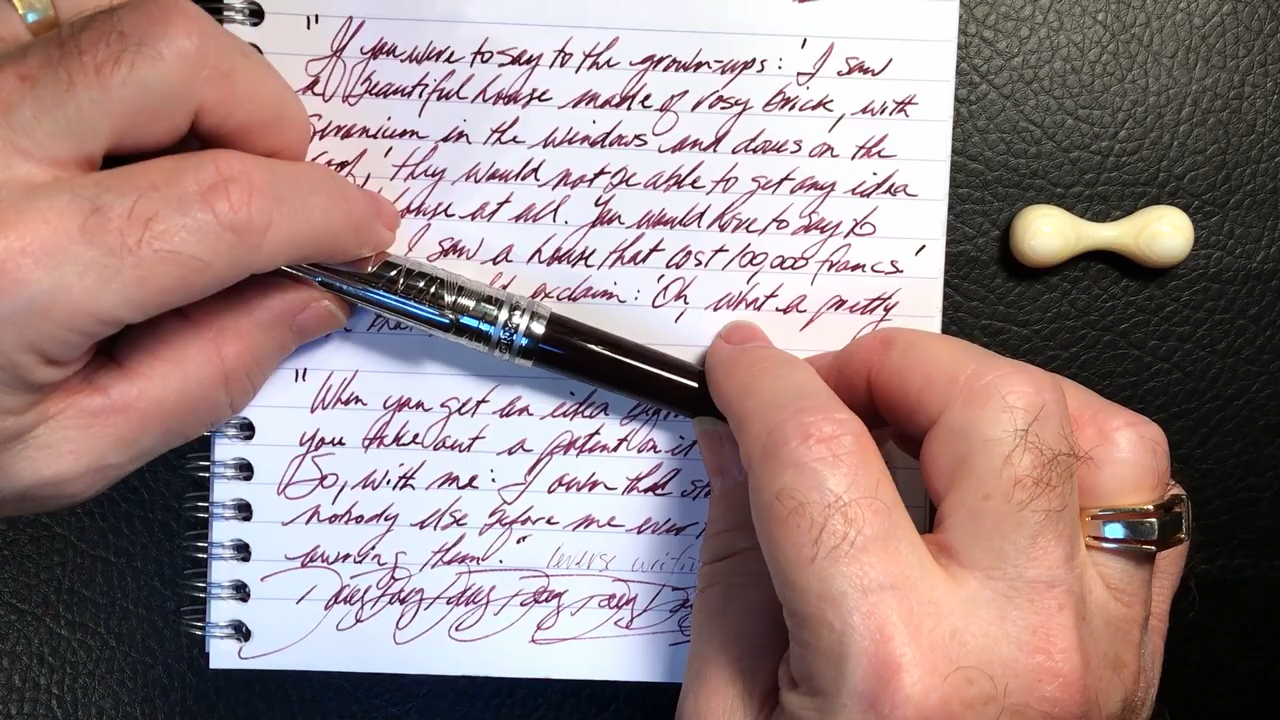 "If you were to say to the grown-ups: 'I saw
a beautiful house made of rosy brick, with
geranium in the windows and doves on the
roof,' they would not be able to get any idea
house at all. You would have to say to
I saw a house that cost 100,000 francs.'
exclaim: 'Oh, what a pretty
"When you get an idea
you take out a patent on it
So, with me: I own the
nobody else before me ever
owning them." reverse